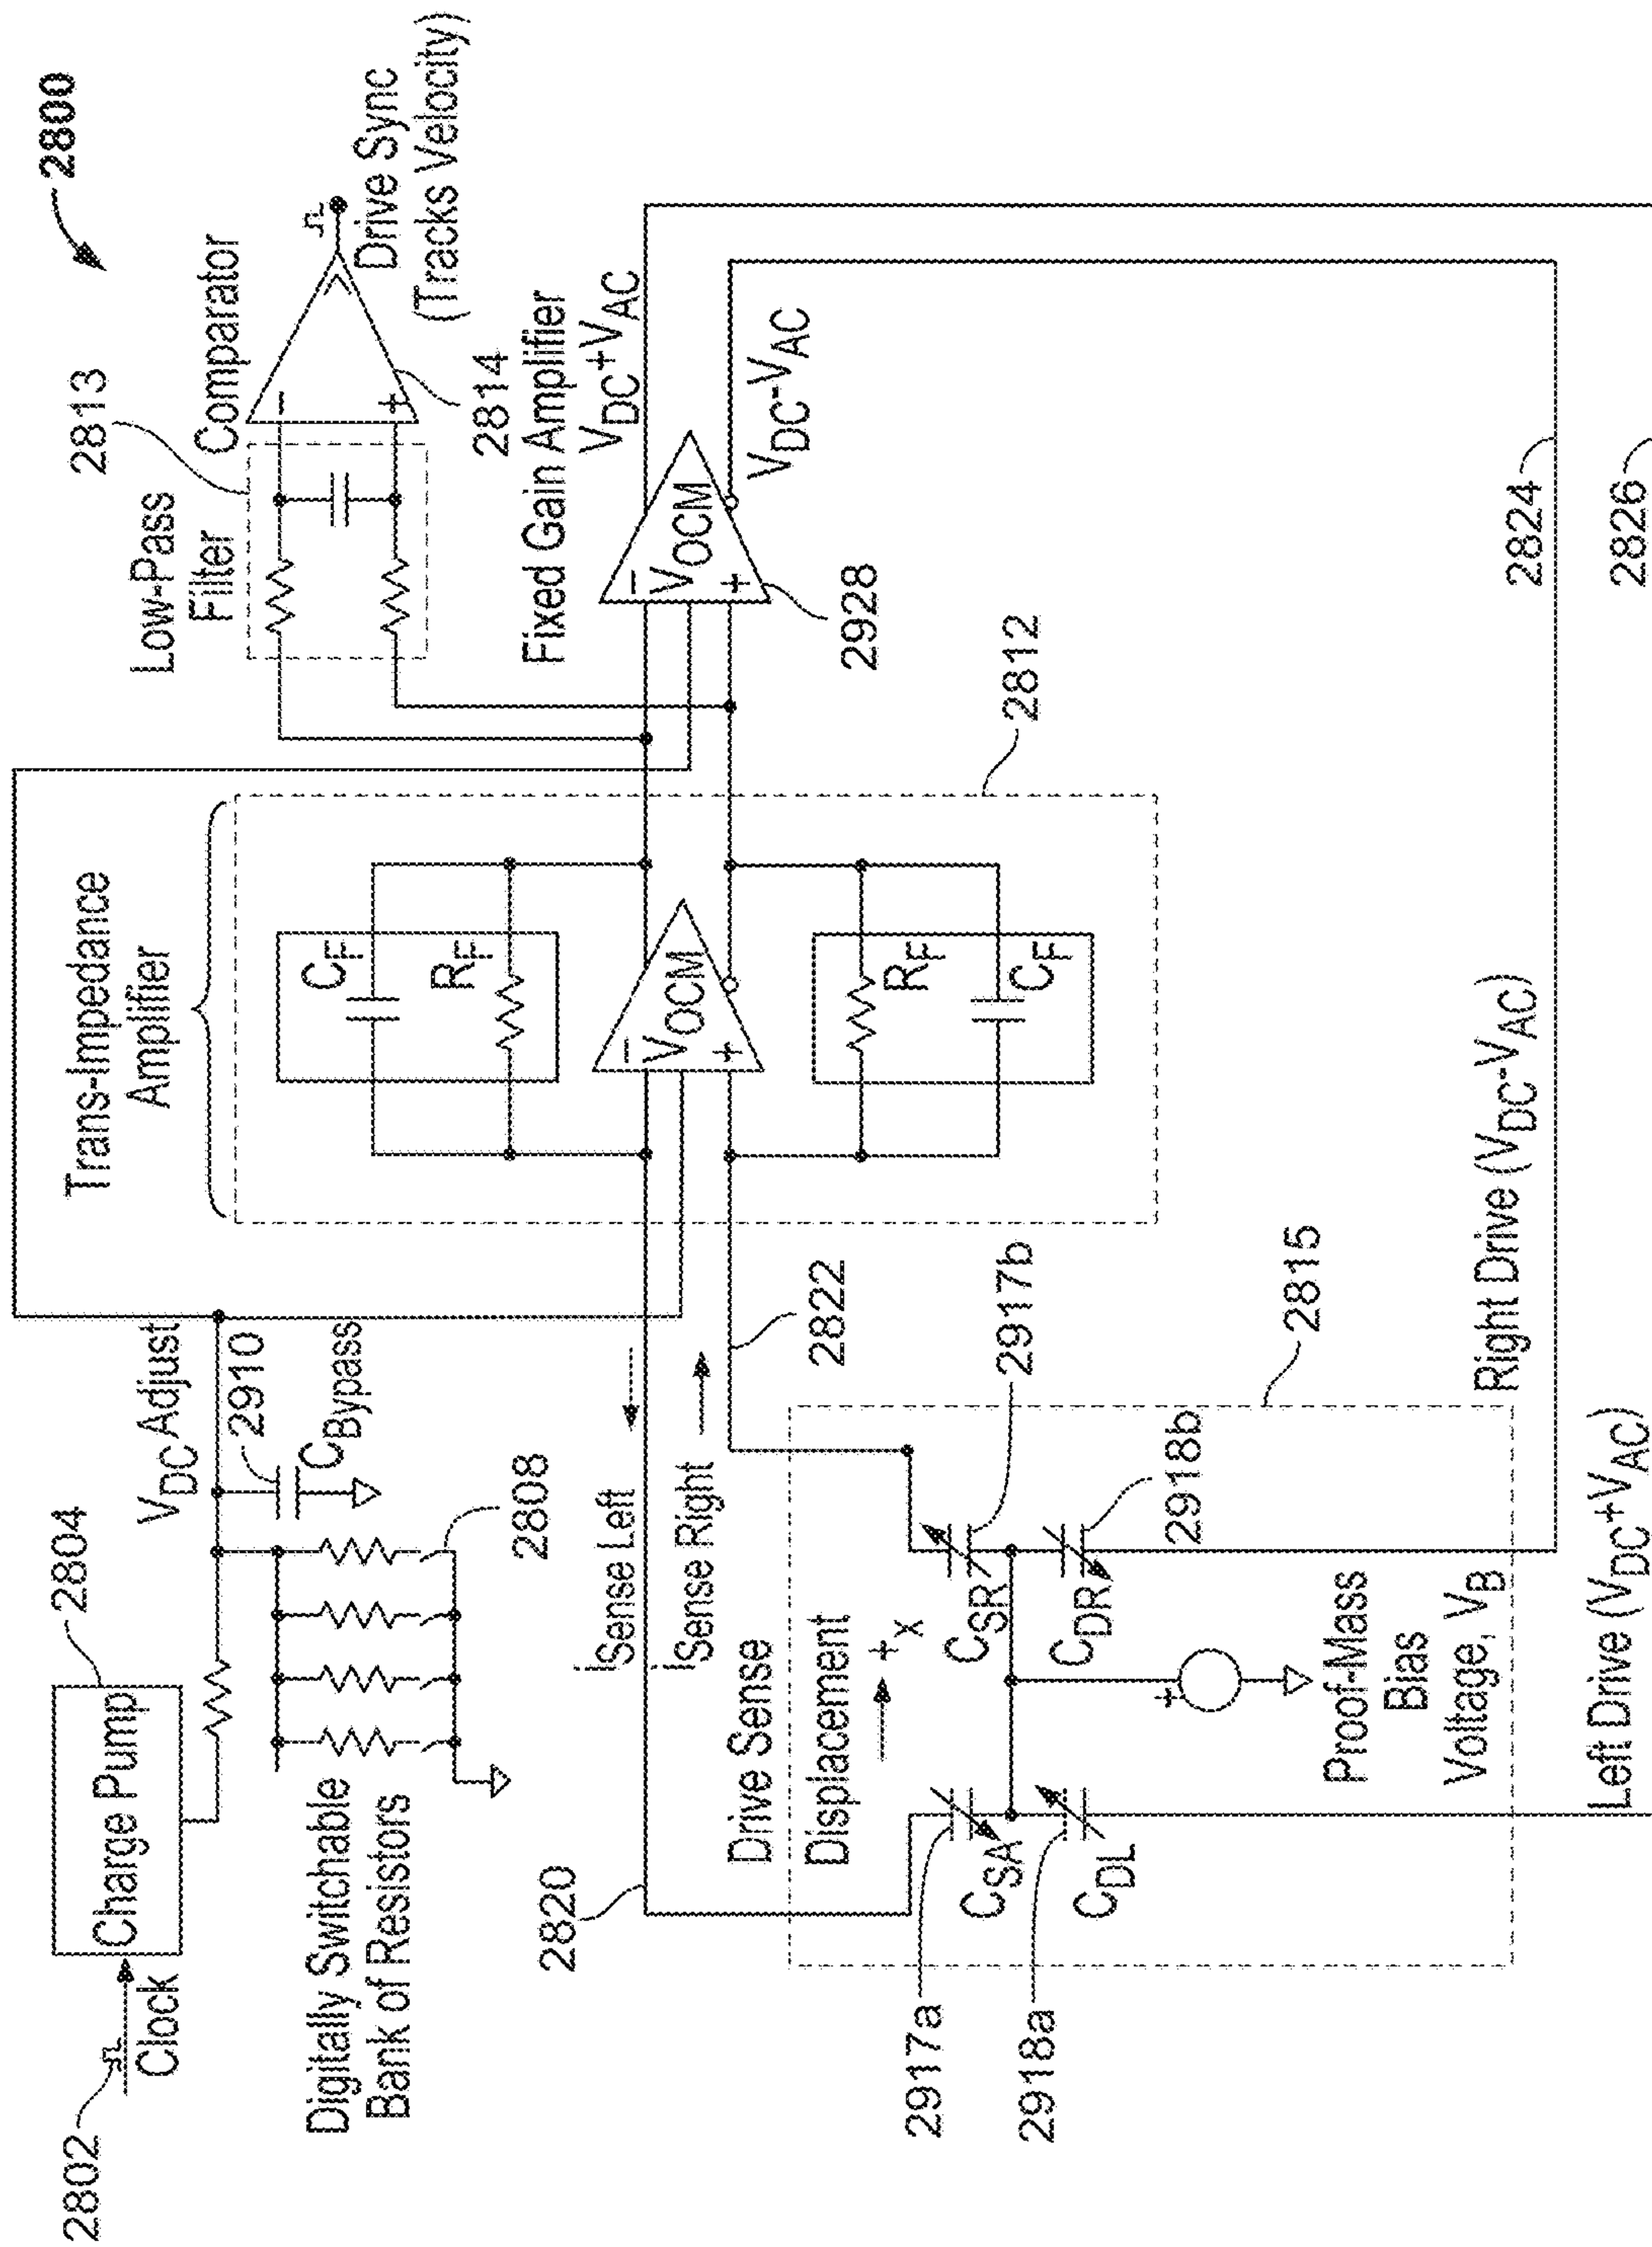 2800
2802
Clock
2804
Charge Pump
Digitally Switchable
Bank of Resistors
2808
V_DC Adjust
2910
C_Bypass
Trans-Impedance
Amplifier
C_F
R_F
−
V_OCM
+
R_F
C_F
2812
Low-Pass
Filter
2813
Comparator
−
+
2814
Drive Sync
(Tracks Velocity)
Fixed Gain Amplifier
V_DC+V_AC
−
V_OCM
+
2928
V_DC-V_AC
2820
i_Sense Left
i_Sense Right
2822
Drive Sense
Displacement
+x
2917a
C_SA
2918a
C_DL
C_SR
2917b
C_DR
2918b
+
Proof-Mass
Bias
Voltage, V_B
2815
Right Drive (V_DC-V_AC)
2824
Left Drive (V_DC+V_AC)
2826